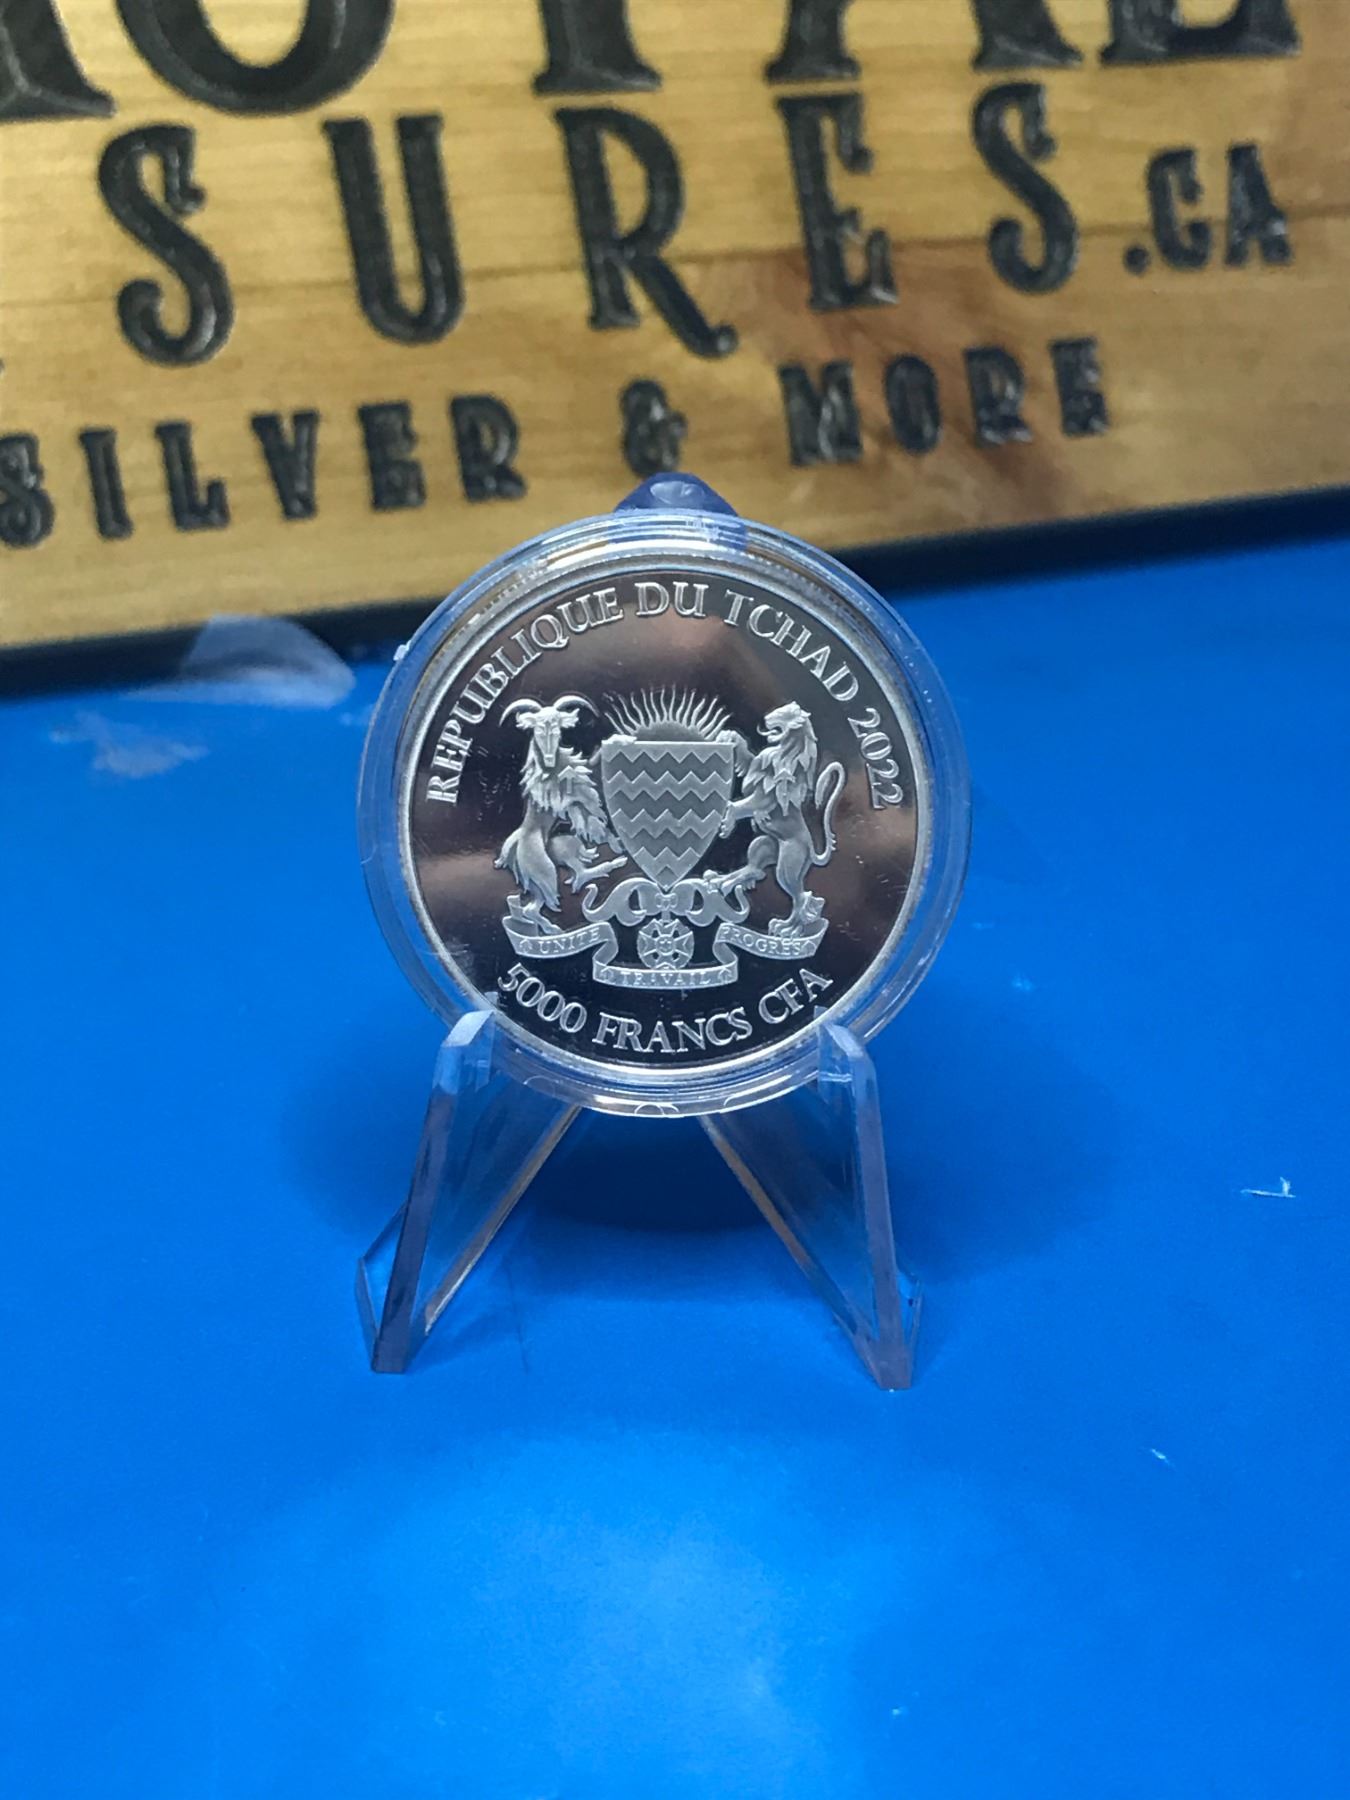 SURES.CA
SILVER & MORE
REPUBLIQUE DU TCHAD 2022
UNITE PROGRES
TRAVAIL
5000 FRANCS CFA